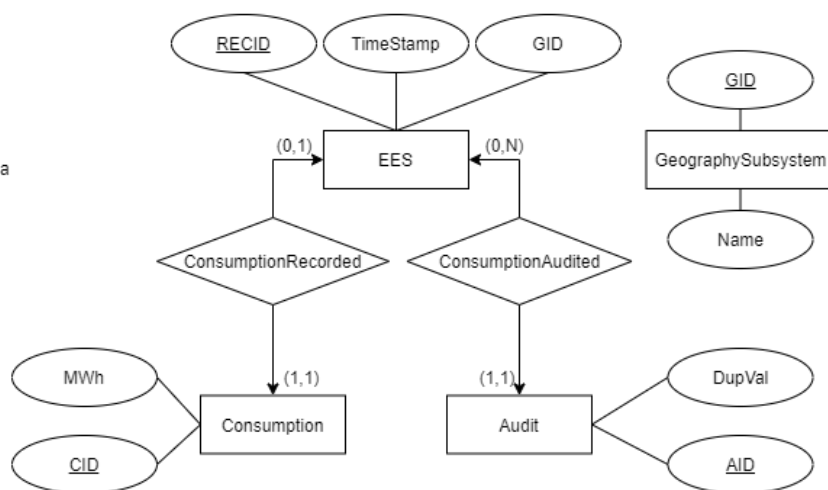 RECID
TimeStamp
GID
GID
(0,1)
EES
(0,N)
GeographySubsystem
a
ConsumptionRecorded
ConsumptionAudited
Name
MWh
(1,1)
(1,1)
DupVal
Consumption
Audit
CID
AID